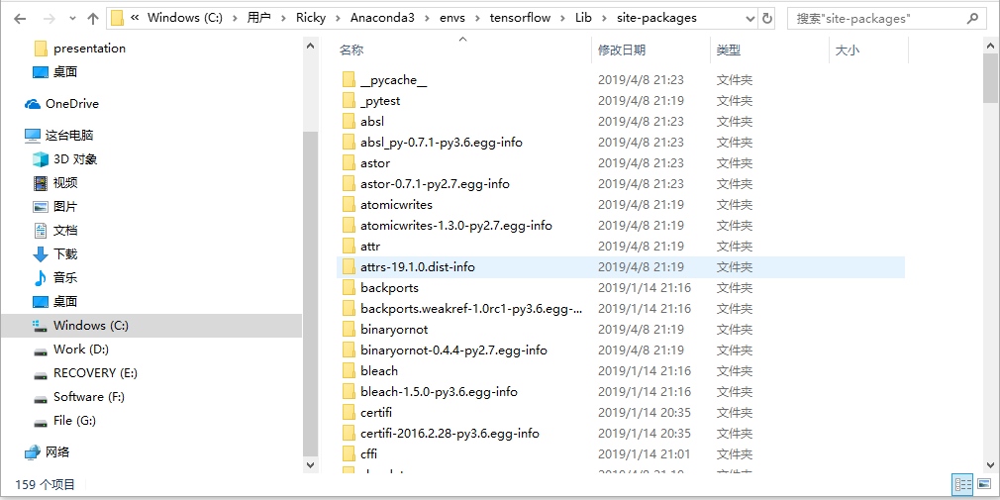 « Windows (C:) › 用户 › Ricky › Anaconda3 › envs › tensorflow › Lib › site-packages
搜索"site-packages"
presentation
桌面
OneDrive
这台电脑
3D 对象
视频
图片
文档
下载
音乐
桌面
Windows (C:)
Work (D:)
RECOVERY (E:)
Software (F:)
File (G:)
网络
名称 修改日期 类型 大小
__pycache__ 2019/4/8 21:23 文件夹
_pytest 2019/4/8 21:19 文件夹
absl 2019/4/8 21:23 文件夹
absl_py-0.7.1-py3.6.egg-info 2019/4/8 21:23 文件夹
astor 2019/4/8 21:23 文件夹
astor-0.7.1-py2.7.egg-info 2019/4/8 21:23 文件夹
atomicwrites 2019/4/8 21:19 文件夹
atomicwrites-1.3.0-py2.7.egg-info 2019/4/8 21:19 文件夹
attr 2019/4/8 21:19 文件夹
attrs-19.1.0.dist-info 2019/4/8 21:19 文件夹
backports 2019/1/14 21:16 文件夹
backports.weakref-1.0rc1-py3.6.egg-... 2019/1/14 21:16 文件夹
binaryornot 2019/4/8 21:19 文件夹
binaryornot-0.4.4-py2.7.egg-info 2019/4/8 21:19 文件夹
bleach 2019/1/14 21:16 文件夹
bleach-1.5.0-py3.6.egg-info 2019/1/14 21:16 文件夹
certifi 2019/1/14 20:35 文件夹
certifi-2016.2.28-py3.6.egg-info 2019/1/14 20:35 文件夹
cffi 2019/1/14 21:01 文件夹
159 个项目